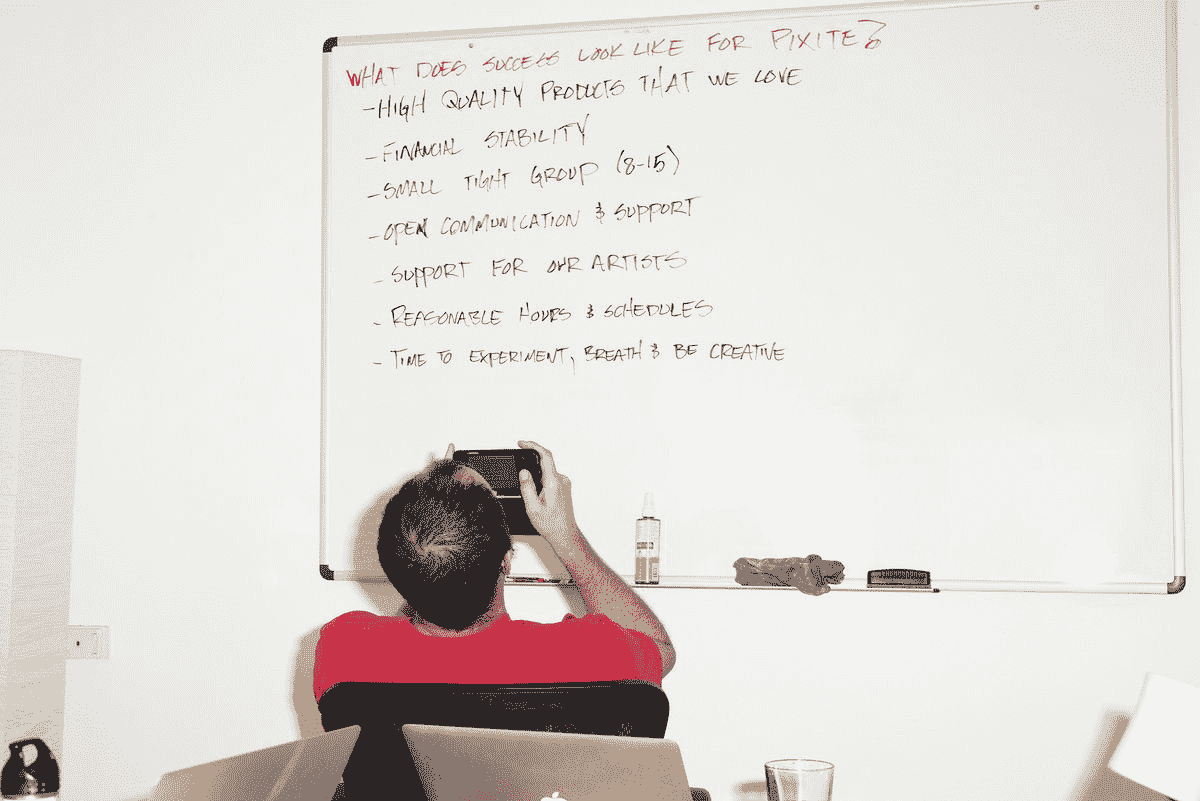 WHAT DOES SUCCESS LOOK LIKE FOR PIXITE?
-HIGH QUALITY PRODUCTS THAT WE LOVE
-FINANCIAL STABILITY
-SMALL TIGHT GROUP (8-15)
-OPEN COMMUNICATION & SUPPORT
-SUPPORT FOR OUR ARTISTS
-REASONABLE HOURS & SCHEDULES
-TIME TO EXPERIMENT, BREATH & BE CREATIVE